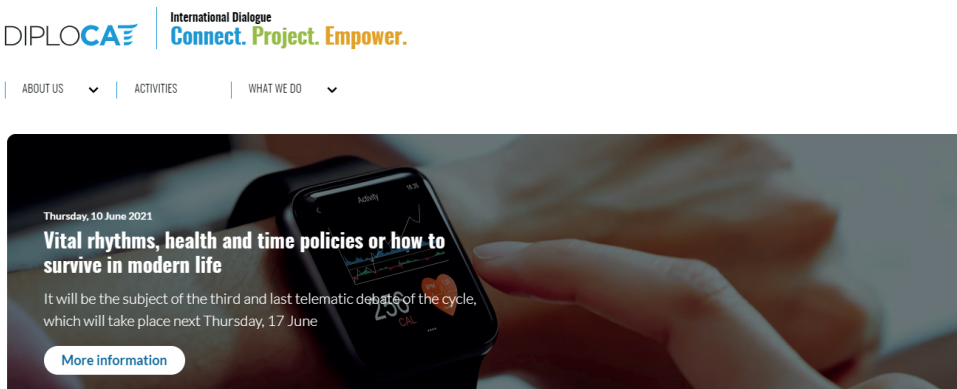 DIPLOCAT
International Dialogue
Connect. Project. Empower.
ABOUT US
ACTIVITIES
WHAT WE DO
Activity
Thursday, 10 June 2021
Vital rhythms, health and time policies or how to
survive in modern life
It will be the subject of the third and last telematic debate of the cycle,
which will take place next Thursday, 17 June
CAL
More information